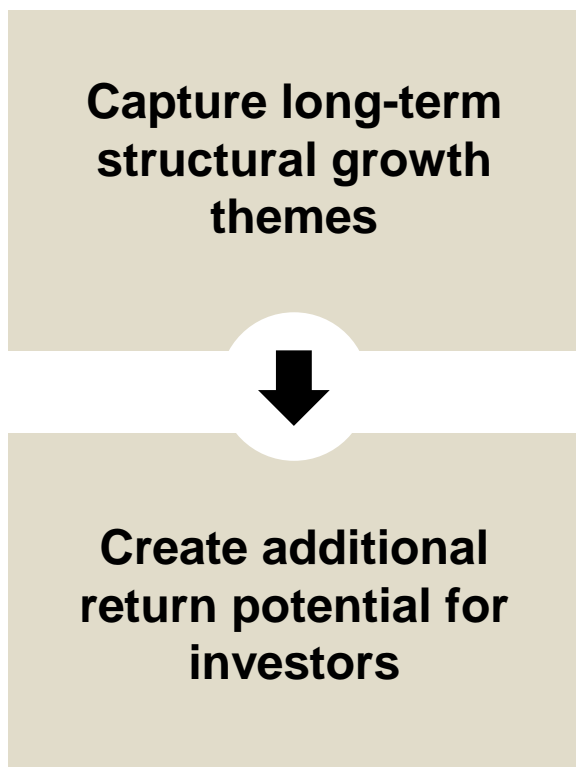 Capture long-term
structural growth
themes
Create additional
return potential for
investors